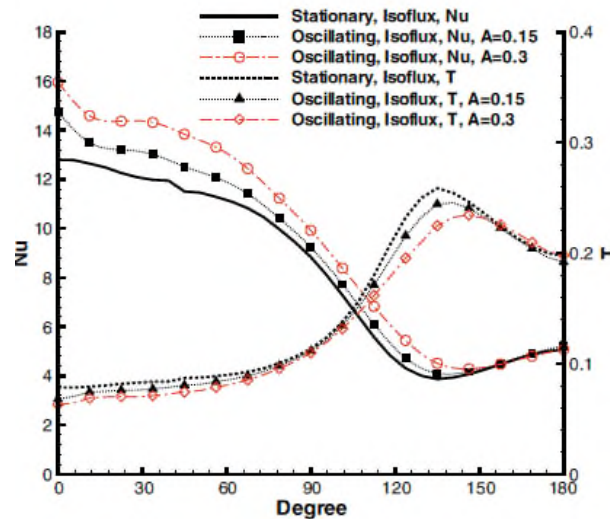 Stationary, Isoflux, Nu
Oscillating, Isoflux, Nu, A=0.15
Oscillating, Isoflux, Nu, A=0.3
Stationary, Isoflux, T
Oscillating, Isoflux, T, A=0.15
Oscillating, Isoflux, T, A=0.3
18
16
14
12
10
8
6
4
2
0
Nu
0.4
0.3
0.2
0.1
0
T
0 30 60 90 120 150 180
Degree